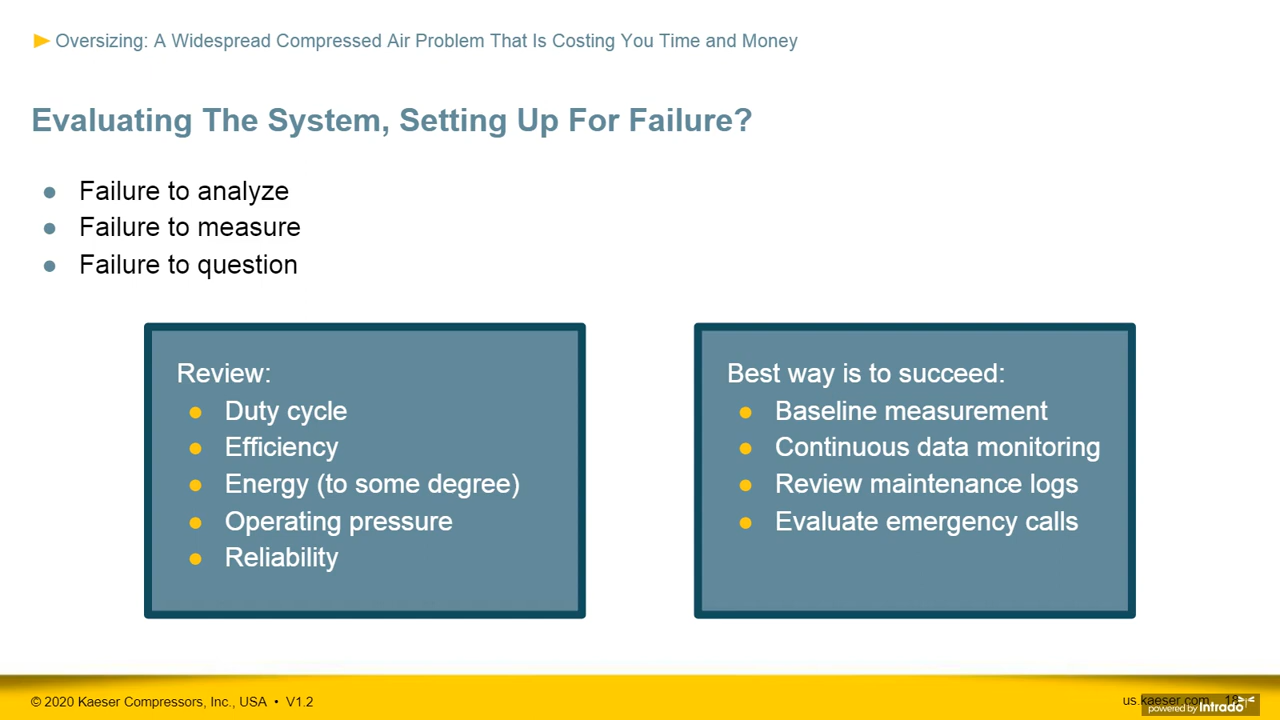 Oversizing: A Widespread Compressed Air Problem That Is Costing You Time and Money
Evaluating The System, Setting Up For Failure?
Failure to analyze
Failure to measure
Failure to question
Review:
Duty cycle
Efficiency
Energy (to some degree)
Operating pressure
Reliability
Best way is to succeed:
Baseline measurement
Continuous data monitoring
Review maintenance logs
Evaluate emergency calls
© 2020 Kaeser Compressors, Inc., USA • V1.2
us.kaeser.com
powered by intrado